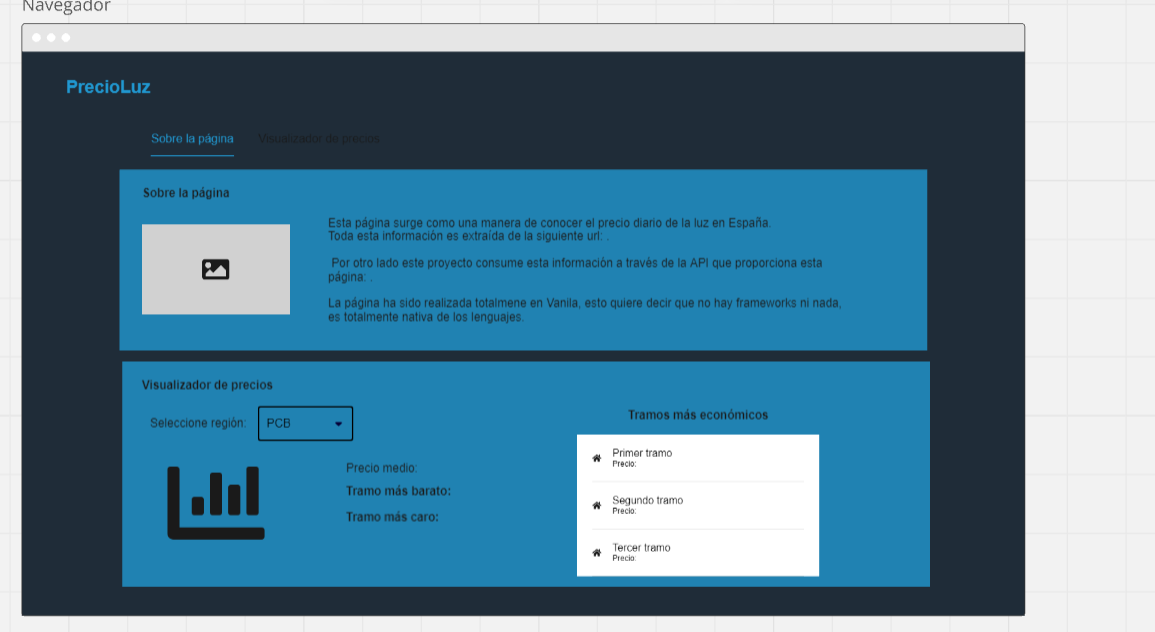 Navegador
PrecioLuz
Sobre la página
Visualizador de precios
Sobre la página
Esta página surge como una manera de conocer el precio diario de la luz en España.
Toda esta información es extraída de la siguiente url: .
Por otro lado este proyecto consume esta información a través de la API que proporciona esta
página: .
La página ha sido realizada totalmene en Vanila, esto quiere decir que no hay frameworks ni nada,
es totalmente nativa de los lenguajes.
Visualizador de precios
Seleccione región:
PCB
Precio medio:
Tramo más barato:
Tramo más caro:
Tramos más económicos
Primer tramo
Precio:
Segundo tramo
Precio:
Tercer tramo
Precio: